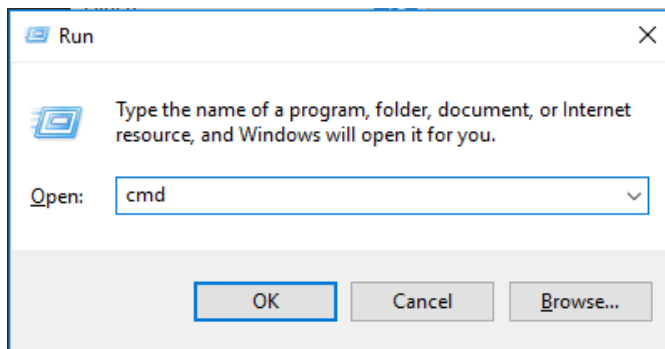 Run
Type the name of a program, folder, document, or Internet
resource, and Windows will open it for you.
Open: cmd
OK Cancel Browse...